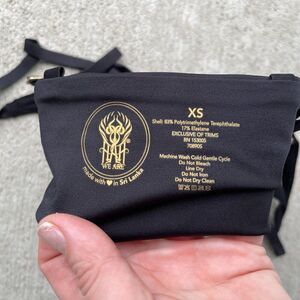 XS
Shell: 83% Polytrimethylene Terephthalate
17% Elastane
EXCLUSIVE OF TRIMS
RN 153005
708905
Machine Wash Cold Gentle Cycle
Do Not Bleach
Line Dry
Do Not Iron
Do Not Dry Clean
WE ARE
made with ♡ in Sri Lanka